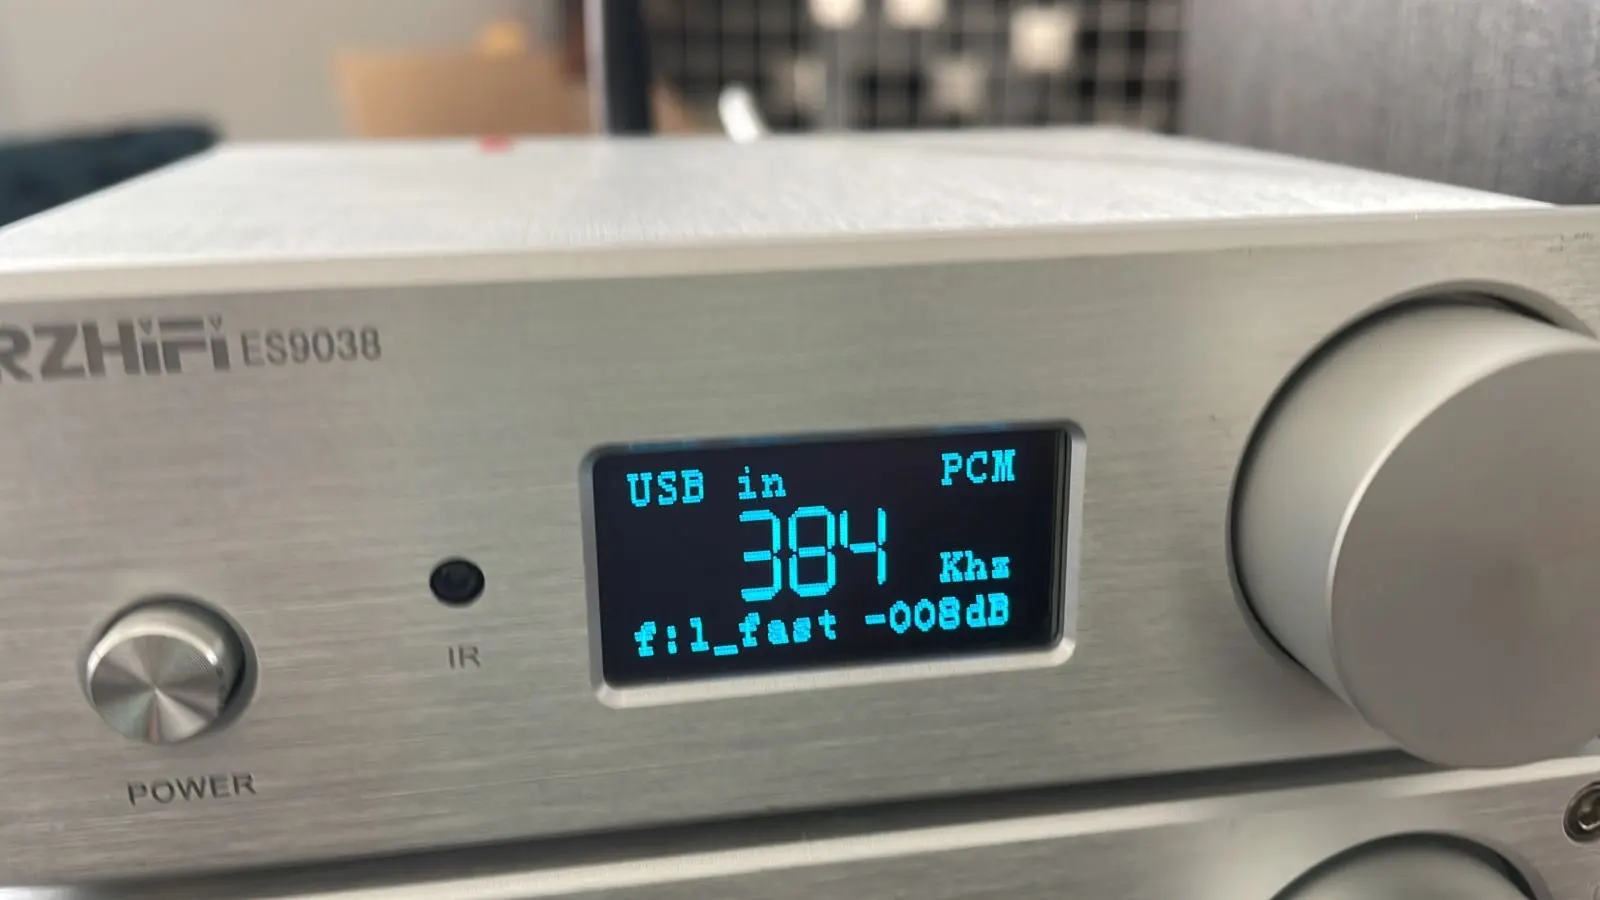 RZHiFi ES9038
USB in PCM
384 Khz
f:1_fast -008dB
IR
POWER